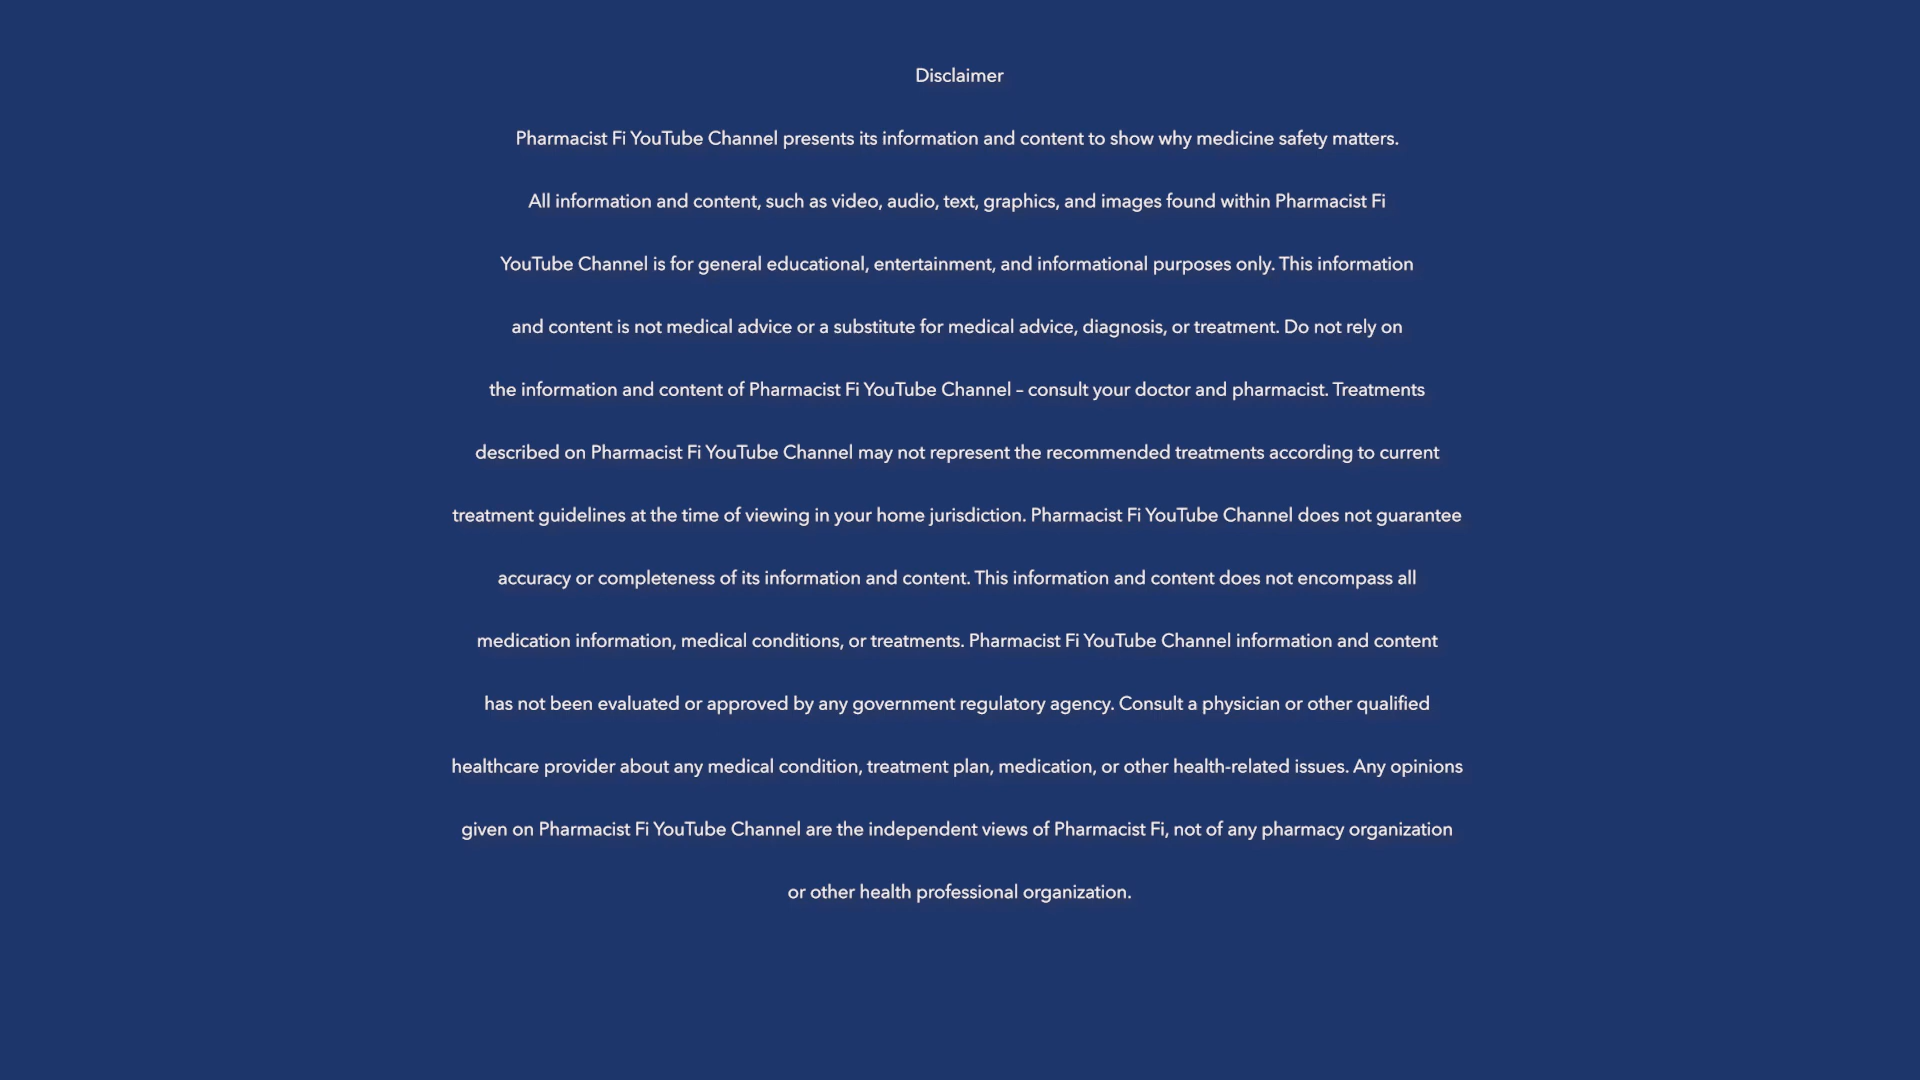 Disclaimer
Pharmacist Fi YouTube Channel presents its information and content to show why medicine safety matters.
All information and content, such as video, audio, text, graphics, and images found within Pharmacist Fi
YouTube Channel is for general educational, entertainment, and informational purposes only. This information
and content is not medical advice or a substitute for medical advice, diagnosis, or treatment. Do not rely on
the information and content of Pharmacist Fi YouTube Channel – consult your doctor and pharmacist. Treatments
described on Pharmacist Fi YouTube Channel may not represent the recommended treatments according to current
treatment guidelines at the time of viewing in your home jurisdiction. Pharmacist Fi YouTube Channel does not guarantee
accuracy or completeness of its information and content. This information and content does not encompass all
medication information, medical conditions, or treatments. Pharmacist Fi YouTube Channel information and content
has not been evaluated or approved by any government regulatory agency. Consult a physician or other qualified
healthcare provider about any medical condition, treatment plan, medication, or other health-related issues. Any opinions
given on Pharmacist Fi YouTube Channel are the independent views of Pharmacist Fi, not of any pharmacy organization
or other health professional organization.